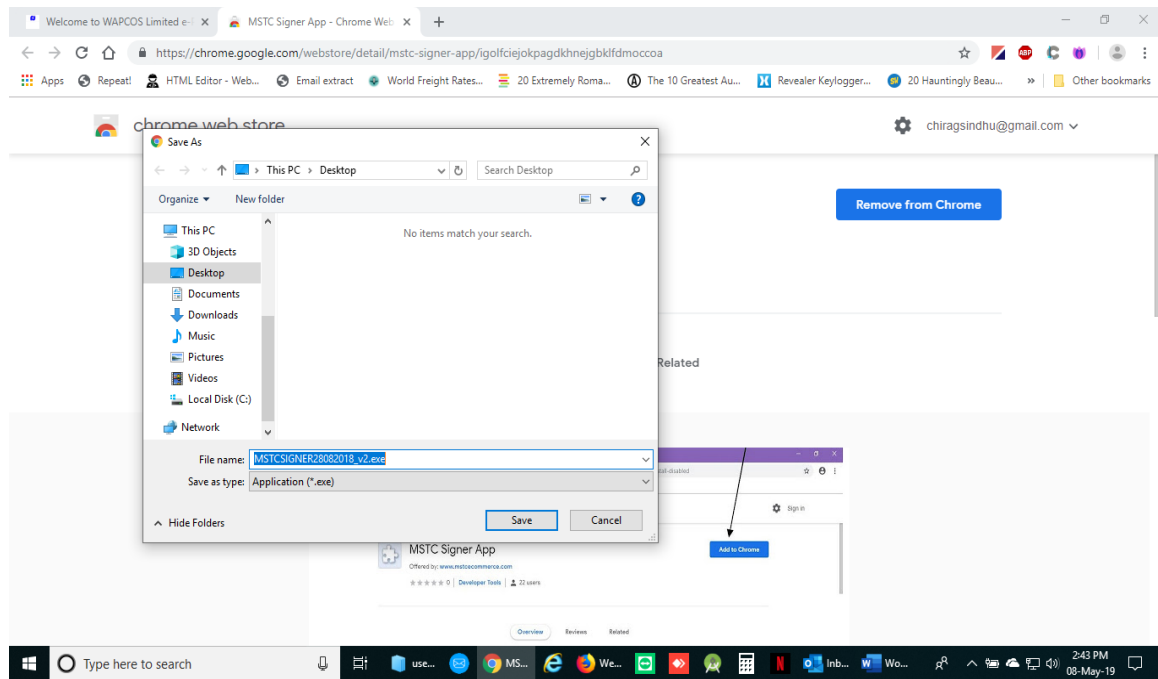 Welcome to WAPCOS Limited e-
MSTC Signer App - Chrome Web
https://chrome.google.com/webstore/detail/mstc-signer-app/igolfciejokpagdkhnejgbklfdmoccoa
ABP
Apps Repeat! HTML Editor - Web... Email extract World Freight Rates... 20 Extremely Roma... The 10 Greatest Au... Revealer Keylogger... 20 Hauntingly Beau... » Other bookmarks
chrome web store
chiragsindhu@gmail.com
Save As
This PC > Desktop
Search Desktop
Organize New folder
Remove from Chrome
This PC
3D Objects
Desktop
Documents
Downloads
Music
Pictures
Videos
Local Disk (C:)
Network
No items match your search.
Related
File name: MSTCSIGNER28082018_v2.exe
Save as type: Application (*.exe)
Hide Folders
Save Cancel
Sign in
MSTC Signer App
Add to Chrome
Offered by: www.mstcecommerce.com
0 | Developer Tools | 22 users
Overview Reviews Related
Type here to search
use... MS... We... Inb... Wo...
2:43 PM
08-May-19